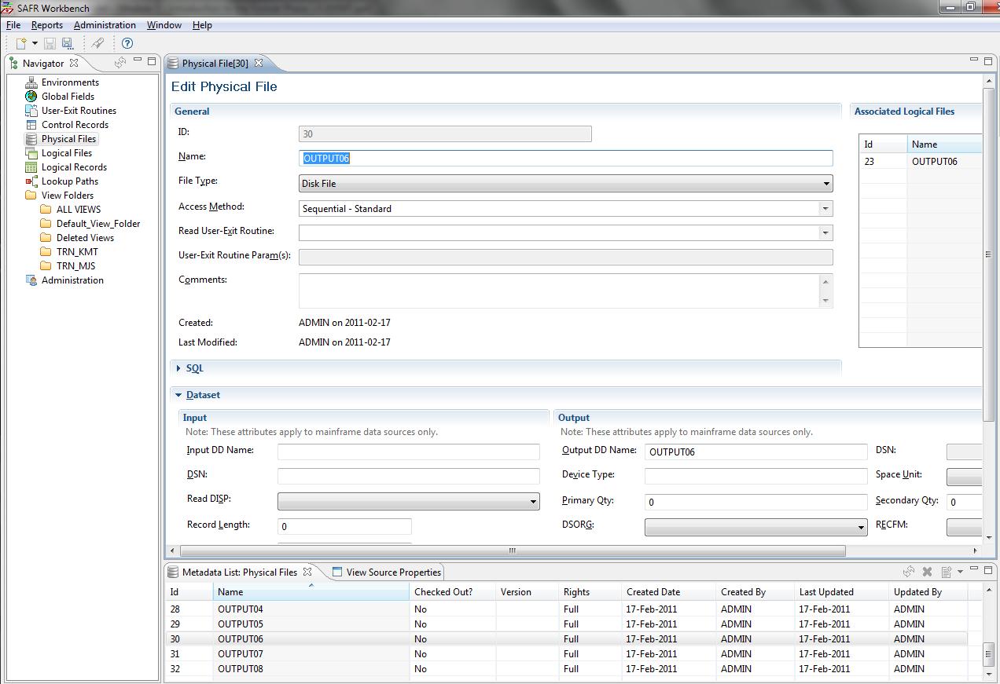 SAFR Workbench
File Reports Administration Window Help
Navigator
Environments
Global Fields
User-Exit Routines
Control Records
Physical Files
Logical Files
Logical Records
Lookup Paths
View Folders
ALL VIEWS
Default_View_Folder
Deleted Views
TRN_KMT
TRN_MJS
Administration
Physical File[30]
Edit Physical File
General
ID: 30
Name: OUTPUT06
File Type: Disk File
Access Method: Sequential - Standard
Read User-Exit Routine:
User-Exit Routine Param(s):
Comments:
Created: ADMIN on 2011-02-17
Last Modified: ADMIN on 2011-02-17
Associated Logical Files
Id Name
23 OUTPUT06
SQL
Dataset
Input
Note: These attributes apply to mainframe data sources only.
Input DD Name:
DSN:
Read DISP:
Record Length: 0
Output
Note: These attributes apply to mainframe data sources only.
Output DD Name: OUTPUT06 DSN:
Device Type: Space Unit:
Primary Qty: 0 Secondary Qty: 0
DSORG: RECFM:
Metadata List: Physical Files View Source Properties
Id Name Checked Out? Version Rights Created Date Created By Last Updated Updated By
28 OUTPUT04 No Full 17-Feb-2011 ADMIN 17-Feb-2011 ADMIN
29 OUTPUT05 No Full 17-Feb-2011 ADMIN 17-Feb-2011 ADMIN
30 OUTPUT06 No Full 17-Feb-2011 ADMIN 17-Feb-2011 ADMIN
31 OUTPUT07 No Full 17-Feb-2011 ADMIN 17-Feb-2011 ADMIN
32 OUTPUT08 No Full 17-Feb-2011 ADMIN 17-Feb-2011 ADMIN